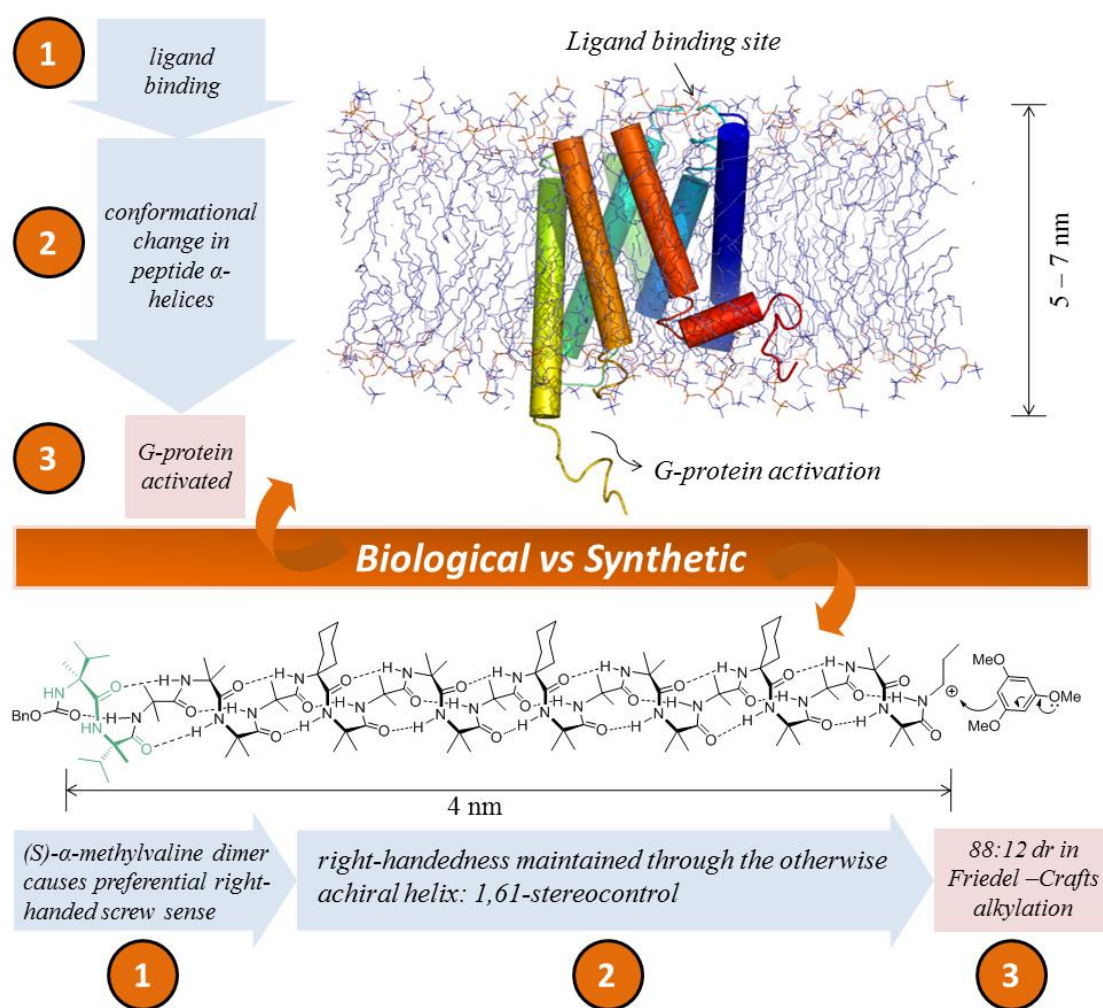 1
ligand
binding
2
conformational
change in
peptide α-
helices
3
G-protein
activated
Ligand binding site
5 – 7 nm
G-protein activation
Biological vs Synthetic
BnO
O
N
H
O
HN
O
H
N
O
H
N
O
MeO
OMe
MeO
⊕
4 nm
(S)-α-methylvaline dimer
causes preferential right-
handed screw sense
right-handedness maintained through the otherwise
achiral helix: 1,61-stereocontrol
88:12 dr in
Friedel –Crafts
alkylation
1
2
3